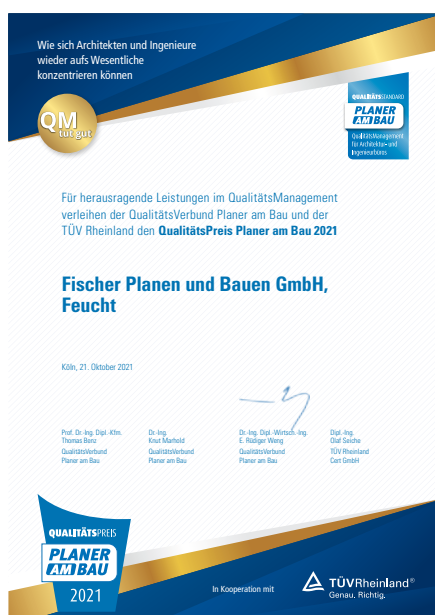 Wie sich Architekten und Ingenieure
wieder aufs Wesentliche
konzentrieren können
QM
tut gut
QUALITÄTSSTANDARD
PLANER
AM BAU
QualitätsManagement
für Architektur- und
Ingenieurbüros
Für herausragende Leistungen im QualitätsManagement
verleihen der QualitätsVerbund Planer am Bau und der
TÜV Rheinland den QualitätsPreis Planer am Bau 2021
Fischer Planen und Bauen GmbH,
Feucht
Köln, 21. Oktober 2021
Prof. Dr.-Ing. Dipl.-Kfm.
Thomas Benz
QualitätsVerbund
Planer am Bau
Dr.-Ing.
Knut Marhold
QualitätsVerbund
Planer am Bau
Dr.-Ing. Dipl.-Wirtsch.-Ing.
E. Rüdiger Weng
QualitätsVerbund
Planer am Bau
Dipl.-Ing.
Olaf Seiche
TÜV Rheinland
Cert GmbH
QUALITÄTSPREIS
PLANER
AM BAU
2021
In Kooperation mit
TÜVRheinland®
Genau. Richtig.